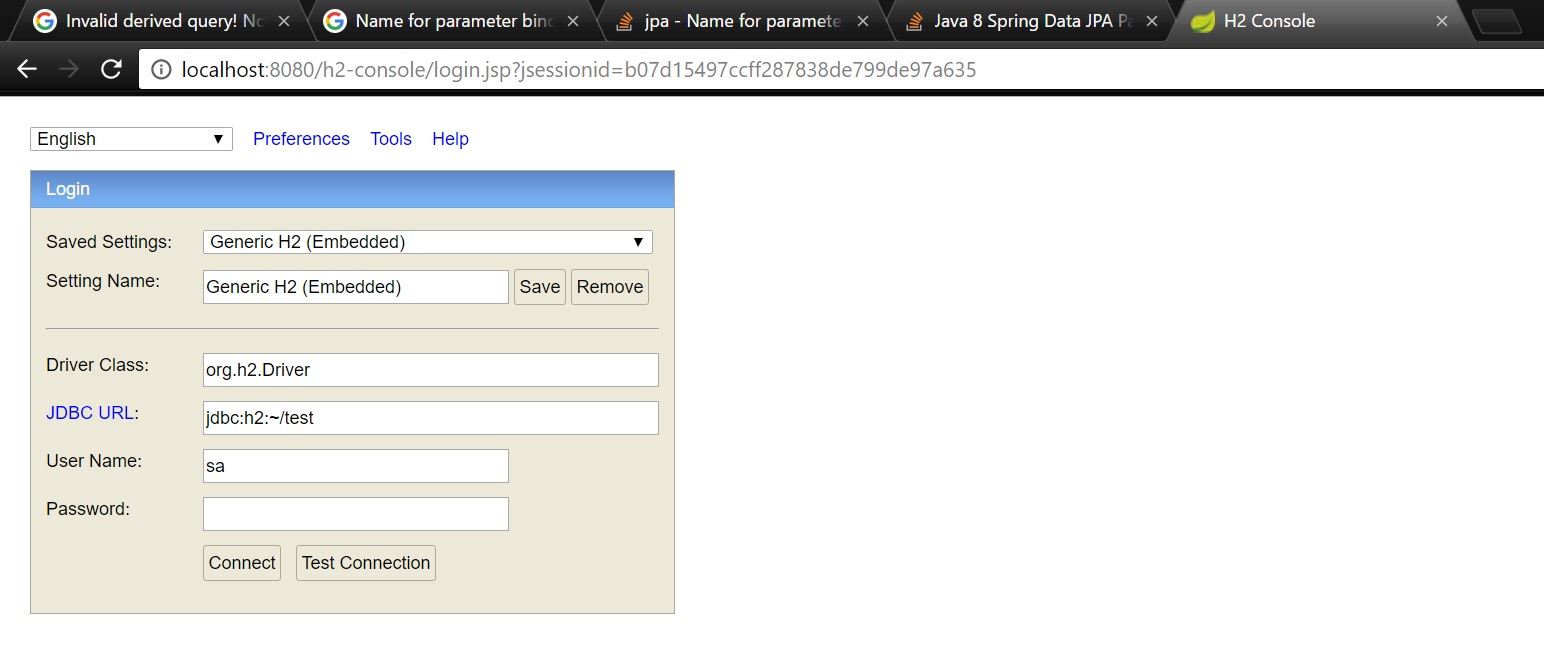 Invalid derived query! No
Name for parameter bind
jpa - Name for paramete
Java 8 Spring Data JPA Pa
H2 Console
localhost:8080/h2-console/login.jsp?jsessionid=b07d15497ccff287838de799de97a635
English Preferences Tools Help
Login
Saved Settings: Generic H2 (Embedded)
Setting Name: Generic H2 (Embedded) Save Remove
Driver Class: org.h2.Driver
JDBC URL: jdbc:h2:~/test
User Name: sa
Password:
Connect Test Connection